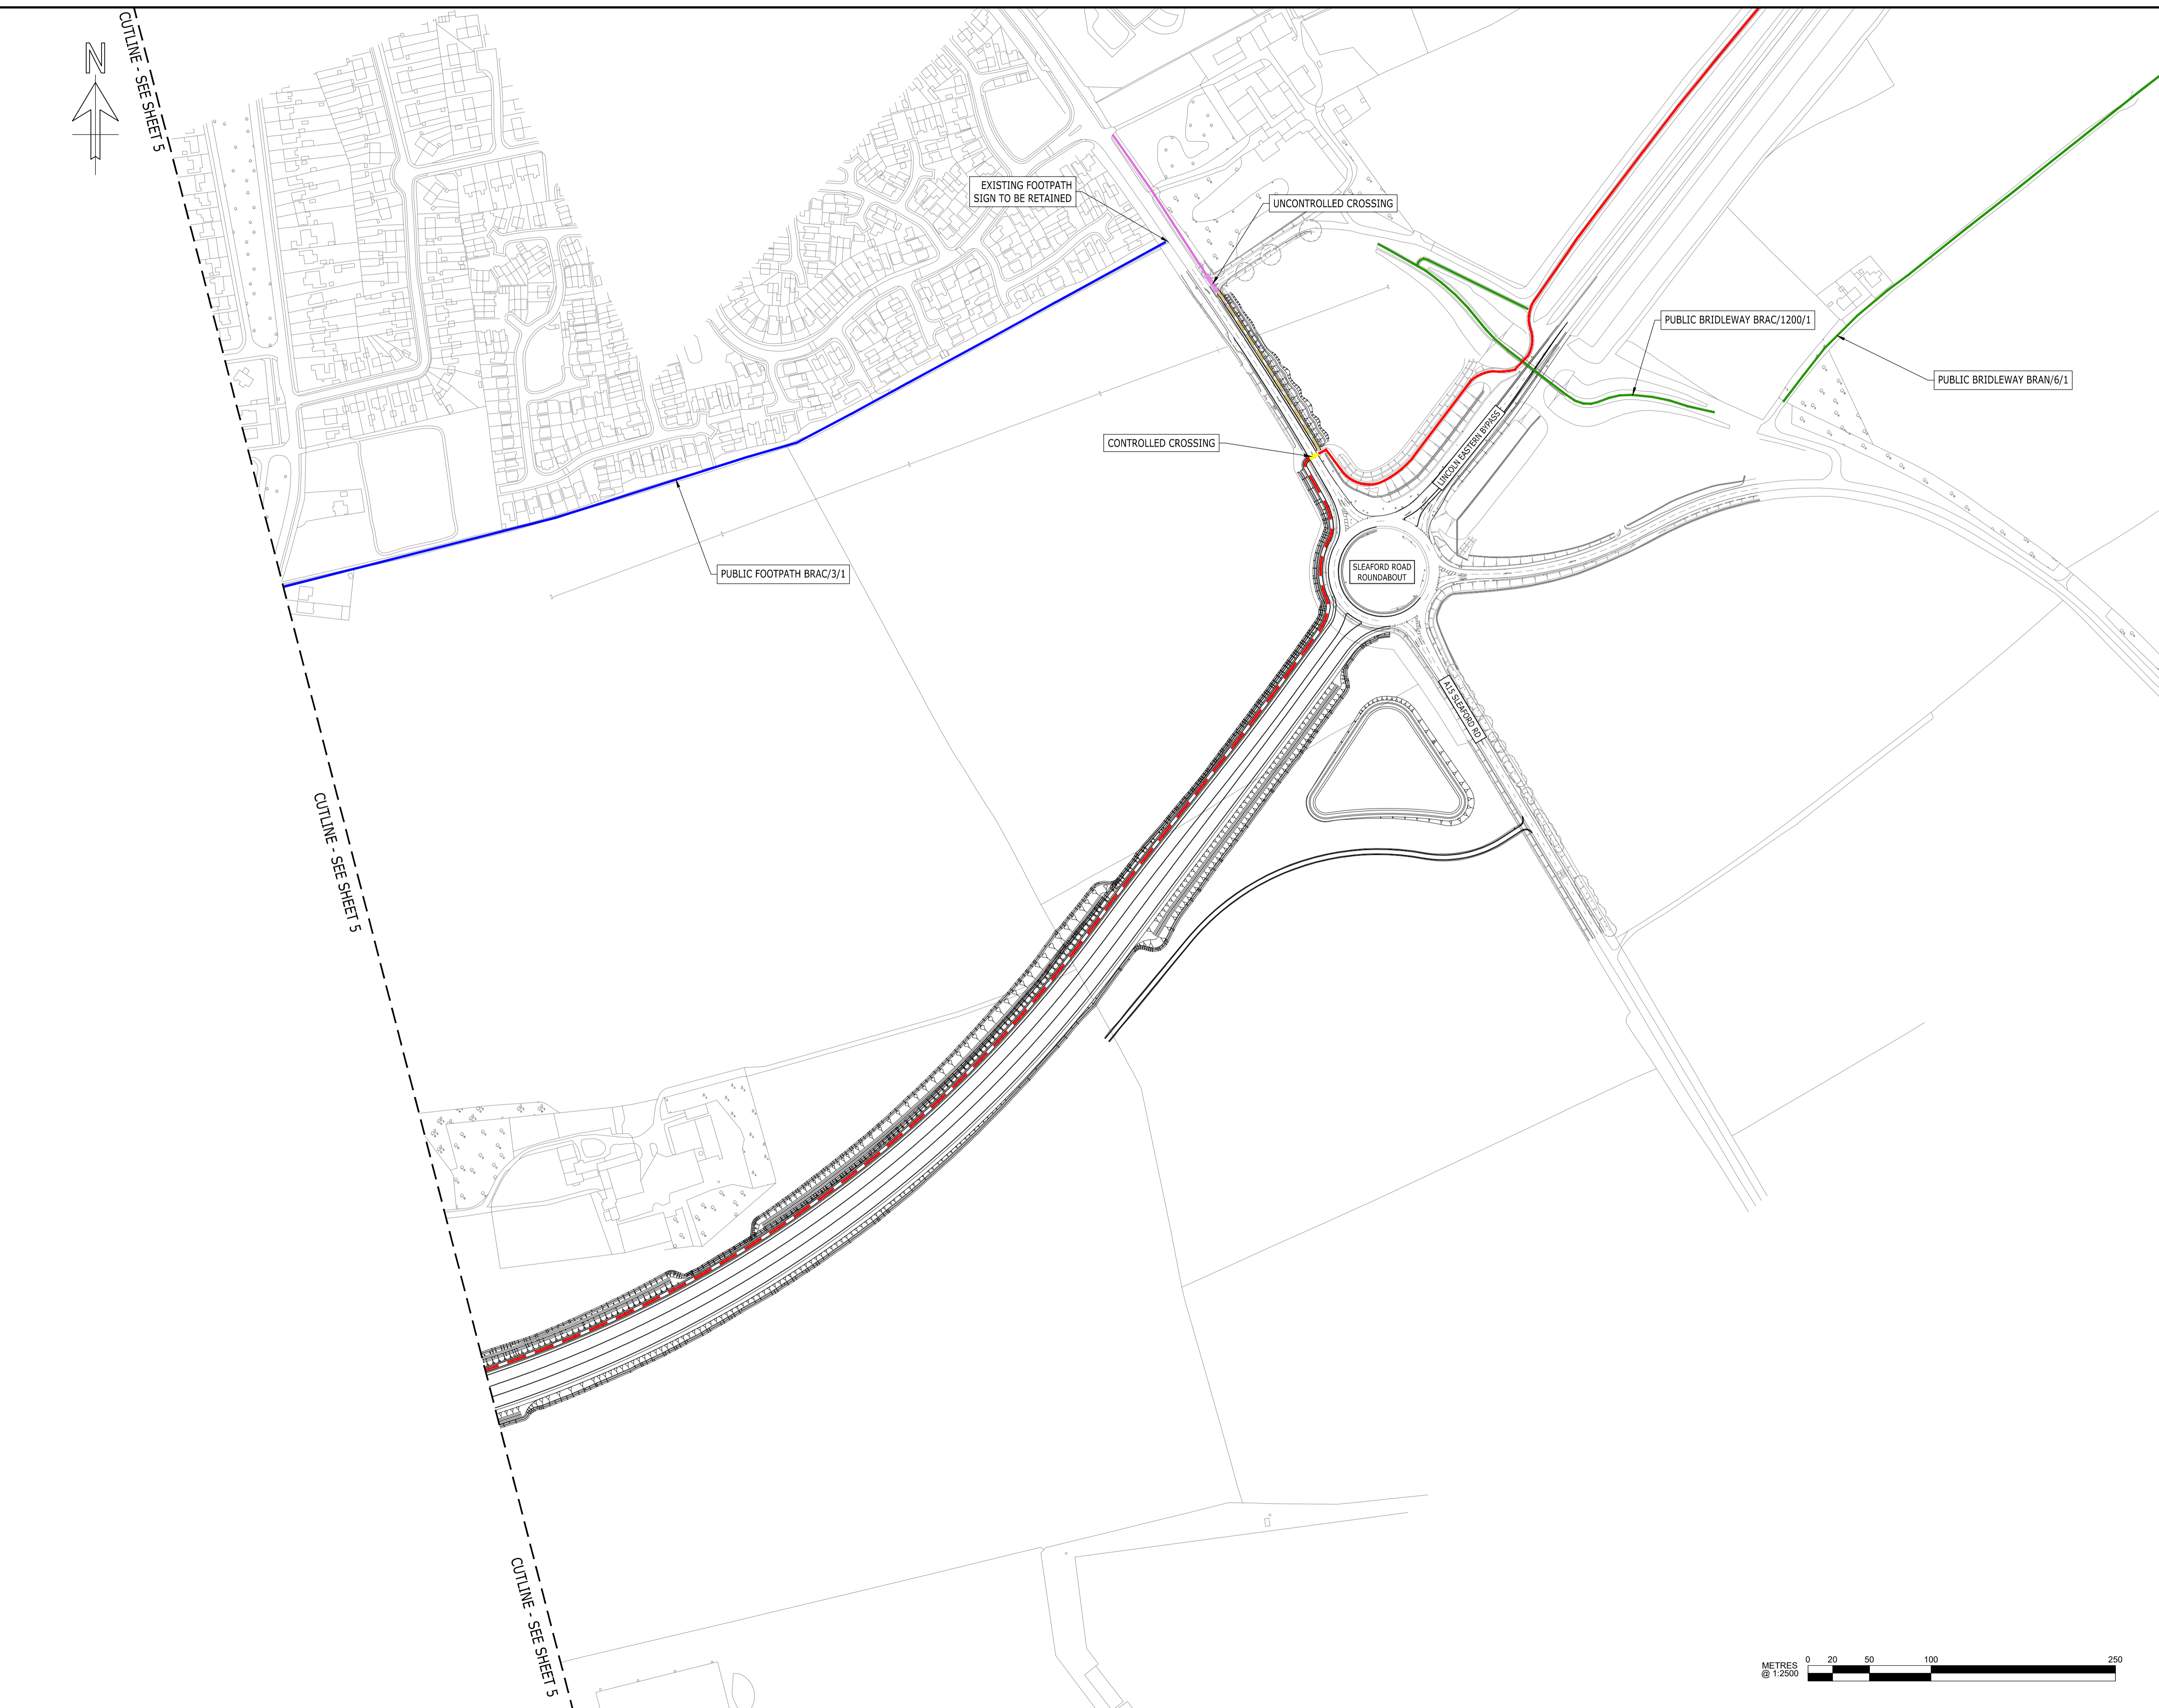 CUTLINE - SEE SHEET 5
N
EXISTING FOOTPATH
SIGN TO BE RETAINED
UNCONTROLLED CROSSING
PUBLIC BRIDLEWAY BRAC/1200/1
PUBLIC BRIDLEWAY BRAN/6/1
CONTROLLED CROSSING
LINCOLN EASTERN BYPASS
PUBLIC FOOTPATH BRAC/3/1
SLEAFORD ROAD
ROUNDABOUT
A15 SLEAFORD RD
CUTLINE - SEE SHEET 5
CUTLINE - SEE SHEET 5
METRES
@ 1:2500
0 20 50 100 250